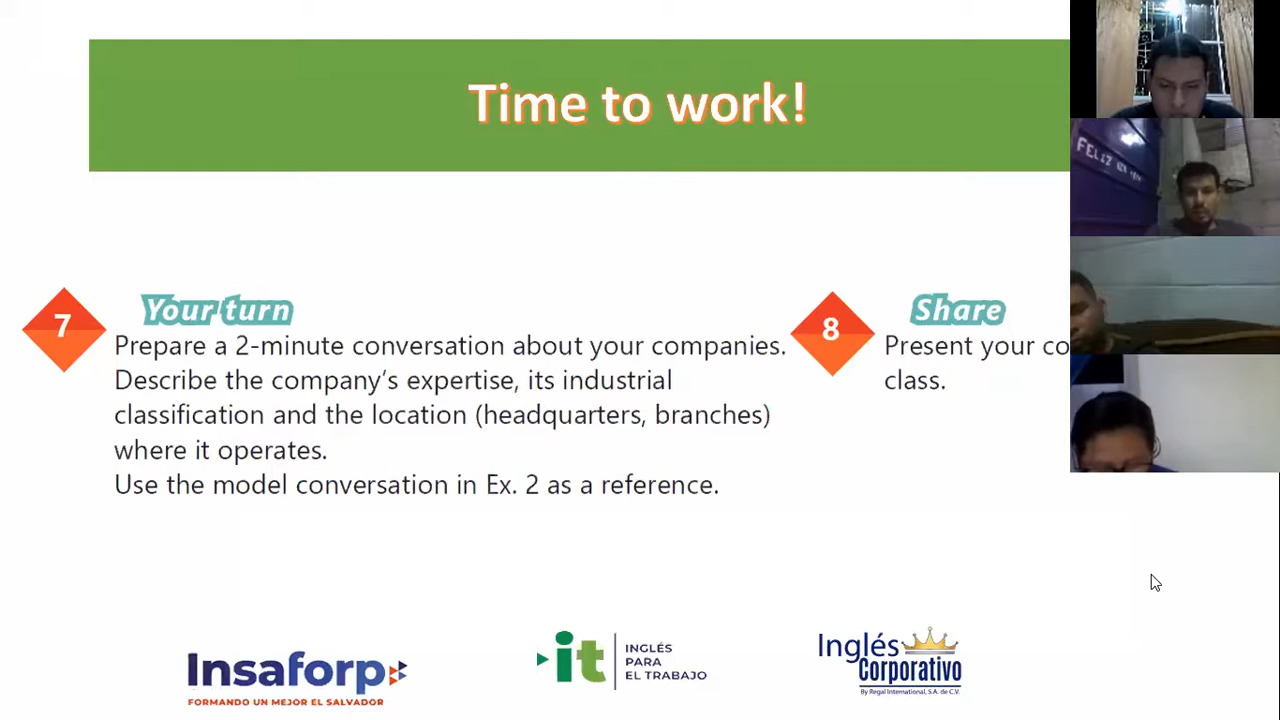 Time to work!
7
Your turn
Prepare a 2-minute conversation about your companies.
Describe the company's expertise, its industrial
classification and the location (headquarters, branches)
where it operates.
Use the model conversation in Ex. 2 as a reference.
8
Share
Present your co
class.
FELIZ
Insaforp
FORMANDO UN MEJOR EL SALVADOR
it
INGLÉS
PARA
EL TRABAJO
Inglés
Corporativo
By Regal International, S.A. de C.V.